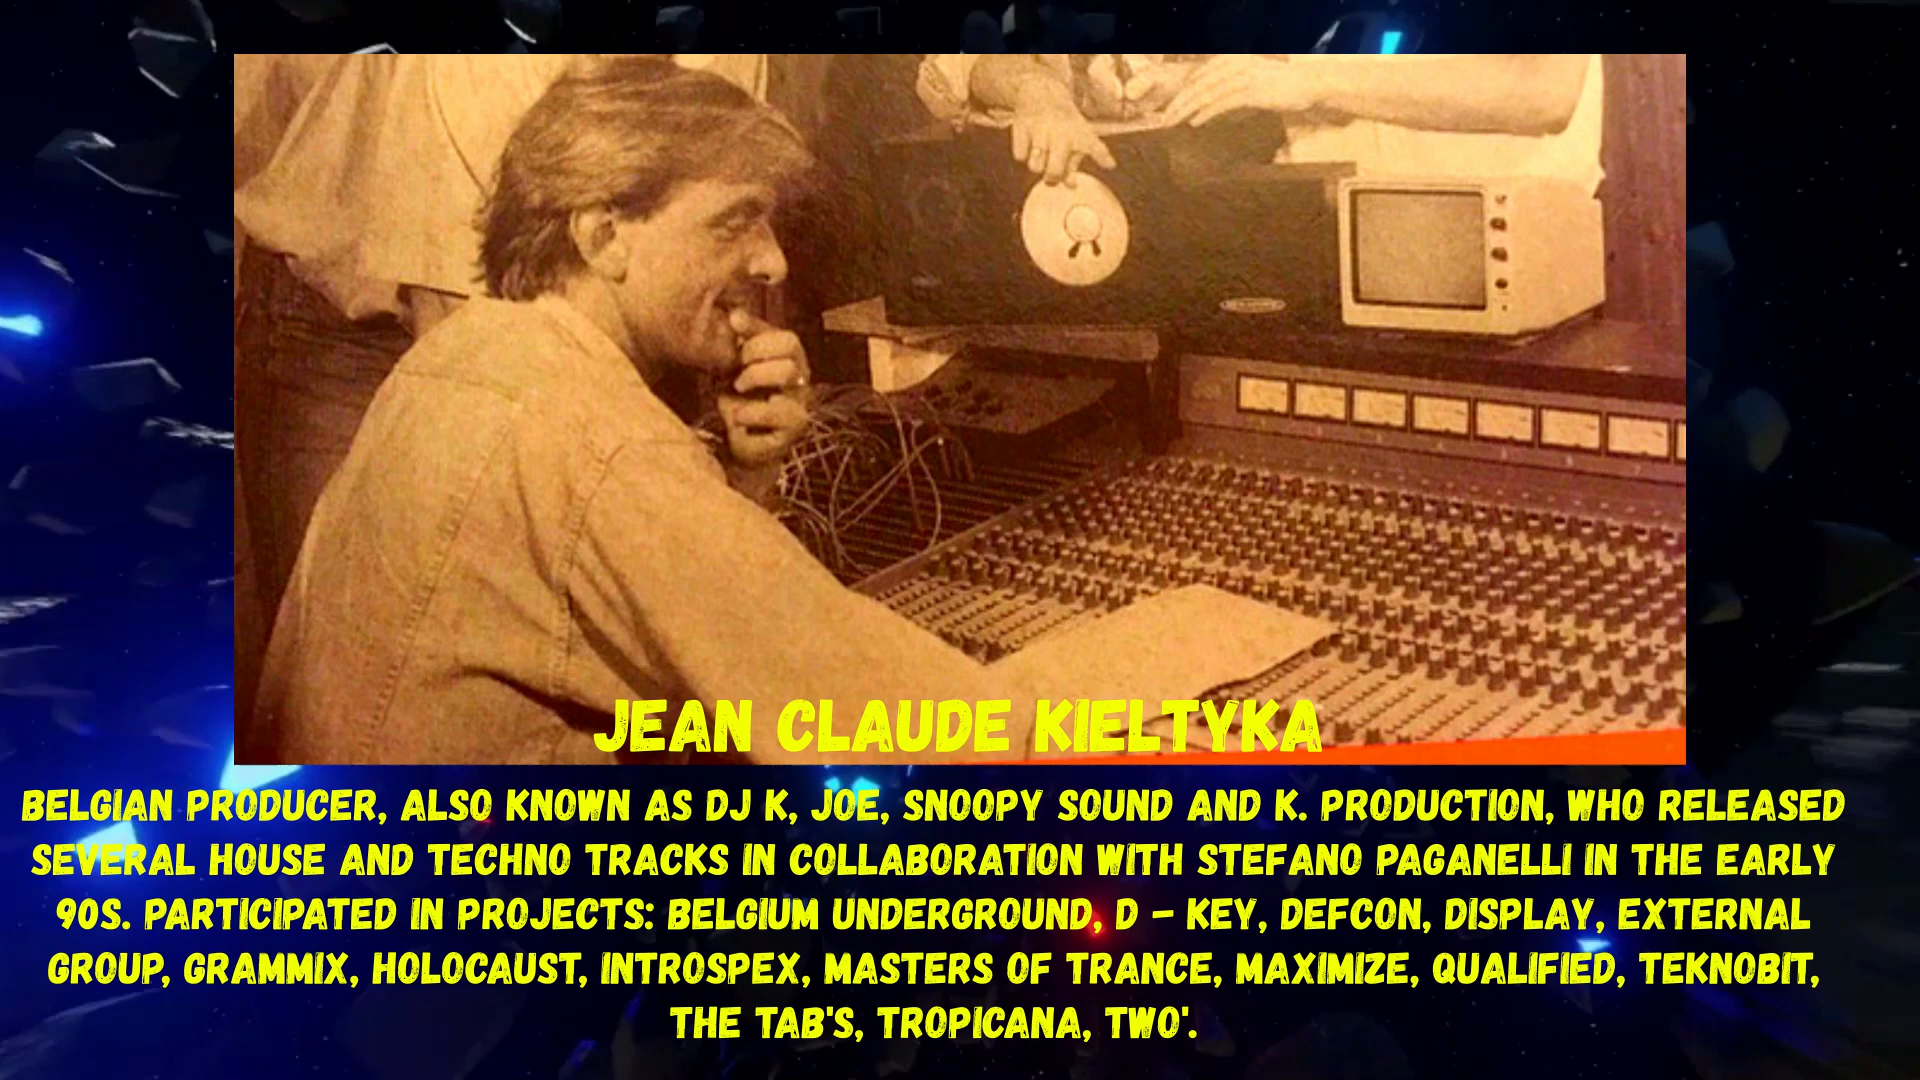 JEAN CLAUDE KIELTYKA
BELGIAN PRODUCER, ALSO KNOWN AS DJ K, JOE, SNOOPY SOUND AND K. PRODUCTION, WHO RELEASED
SEVERAL HOUSE AND TECHNO TRACKS IN COLLABORATION WITH STEFANO PAGANELLI IN THE EARLY
90S. PARTICIPATED IN PROJECTS: BELGIUM UNDERGROUND, D – KEY, DEFCON, DISPLAY, EXTERNAL
GROUP, GRAMMIX, HOLOCAUST, INTROSPEX, MASTERS OF TRANCE, MAXIMIZE, QUALIFIED, TEKNOBIT,
THE TAB'S, TROPICANA, TWO'.